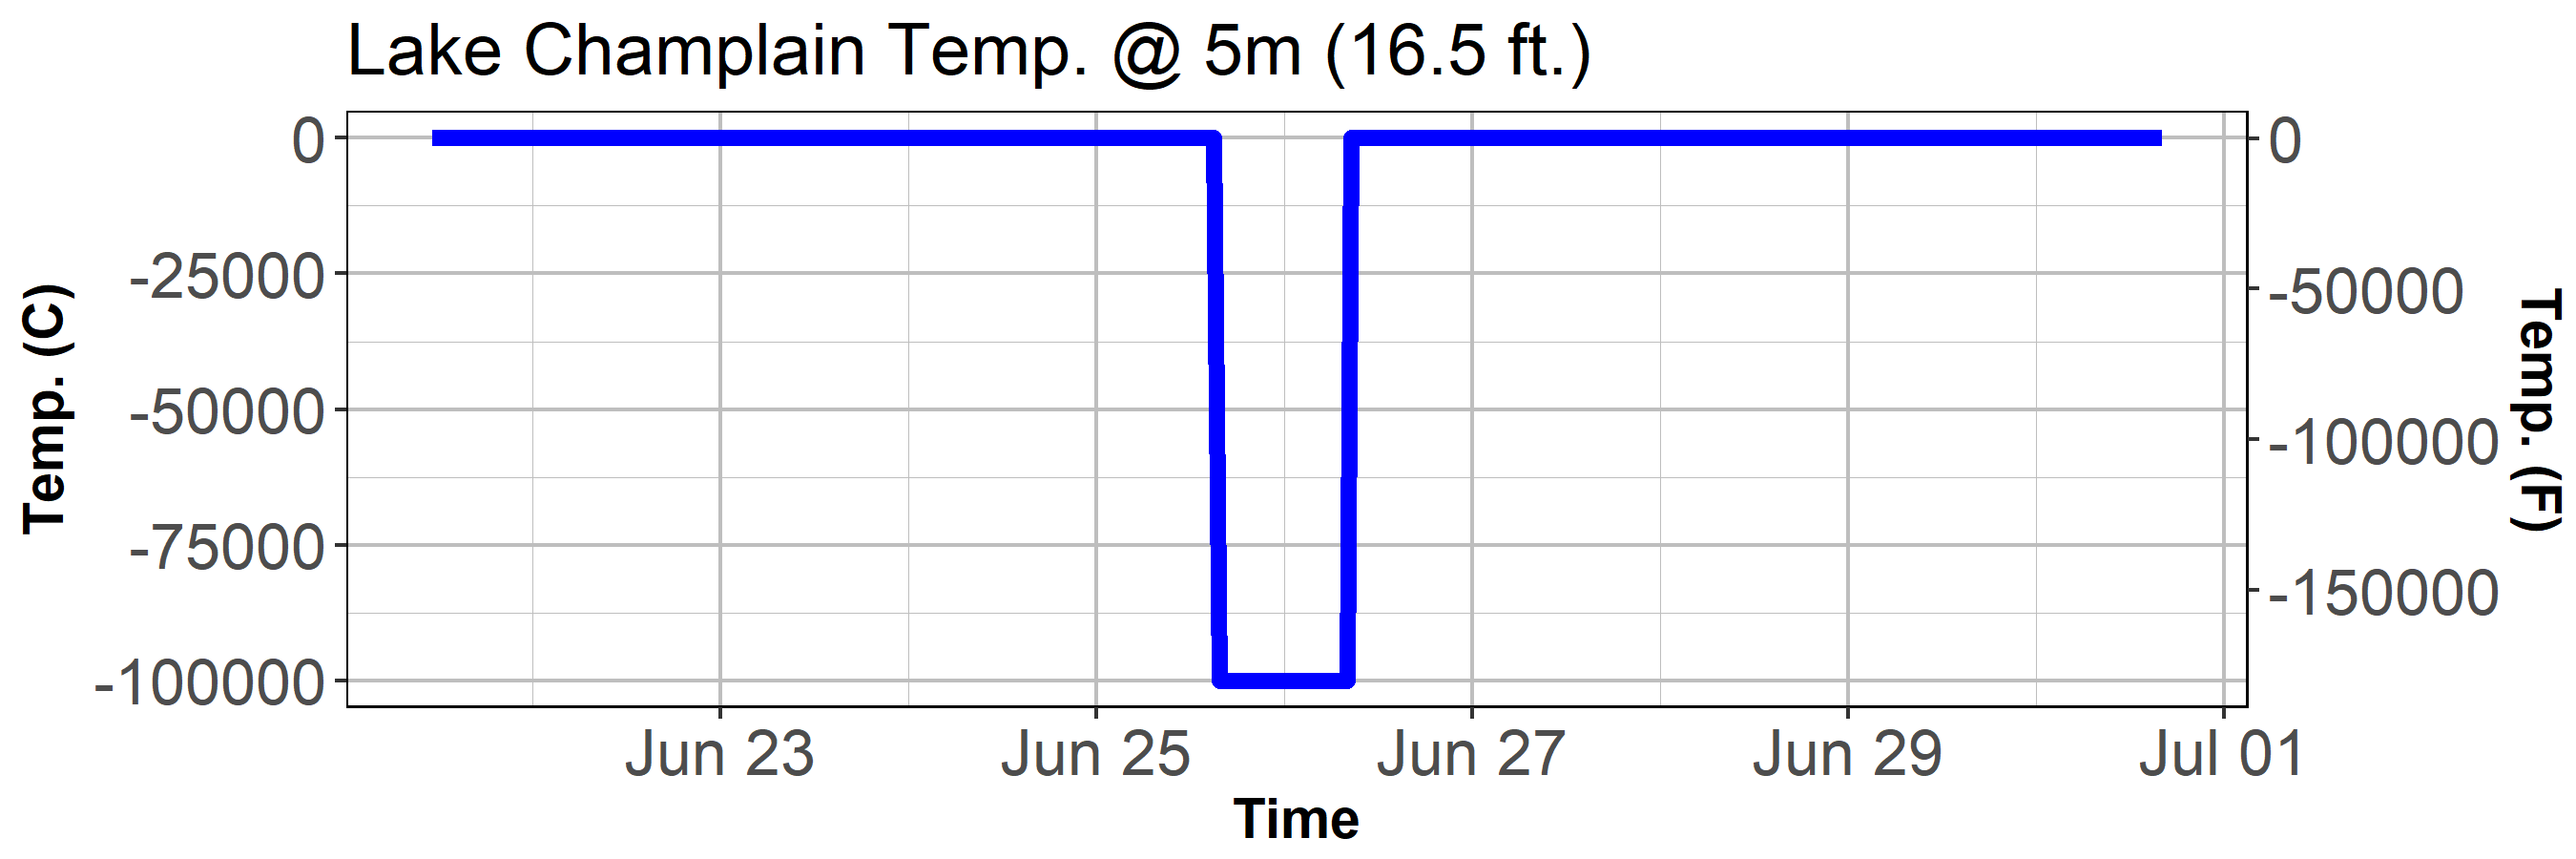 Lake Champlain Temp. @ 5m (16.5 ft.)
Temp. (C)
0
-25000
-50000
-75000
-100000
0
-50000
-100000
-150000
Temp. (F)
Jun 23 Jun 25 Jun 27 Jun 29 Jul 01
Time